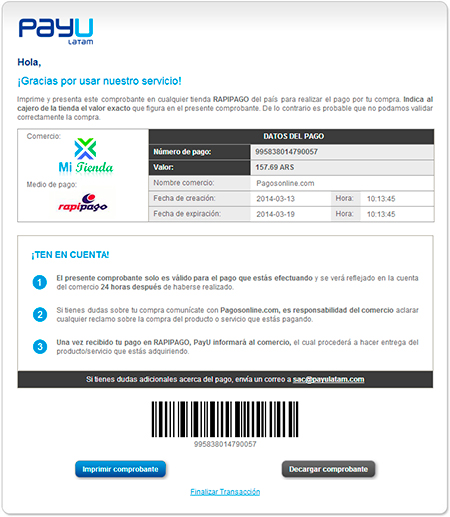 PayU
LATAM
Hola,
¡Gracias por usar nuestro servicio!
Imprime y presenta este comprobante en cualquier tienda RAPIPAGO del país para realizar el pago por tu compra. Indica al
cajero de la tienda el valor exacto que figura en el presente comprobante. De lo contrario es probable que no podamos validar
correctamente la compra.
Comercio:
Mi Tienda
Medio de pago:
rapipago
DATOS DEL PAGO
Número de pago: 995838014790057
Valor: 157.69 ARS
Nombre comercio: Pagosonline.com
Fecha de creación: 2014-03-13 Hora: 10:13:45
Fecha de expiración: 2014-03-19 Hora: 10:13:45
¡TEN EN CUENTA!
1 El presente comprobante solo es válido para el pago que estás efectuando y se verá reflejado en la cuenta
del comercio 24 horas después de haberse realizado.
2 Si tienes dudas sobre tu compra comunícate con Pagosonline.com, es responsabilidad del comercio aclarar
cualquier reclamo sobre la compra del producto o servicio que estás pagando.
3 Una vez recibido tu pago en RAPIPAGO, PayU informará al comercio, el cual procederá a hacer entrega del
producto/servicio que estás adquiriendo.
Si tienes dudas adicionales acerca del pago, envía un correo a sac@payulatam.com
995838014790057
Imprimir comprobante
Decargar comprobante
Finalizar Transacción